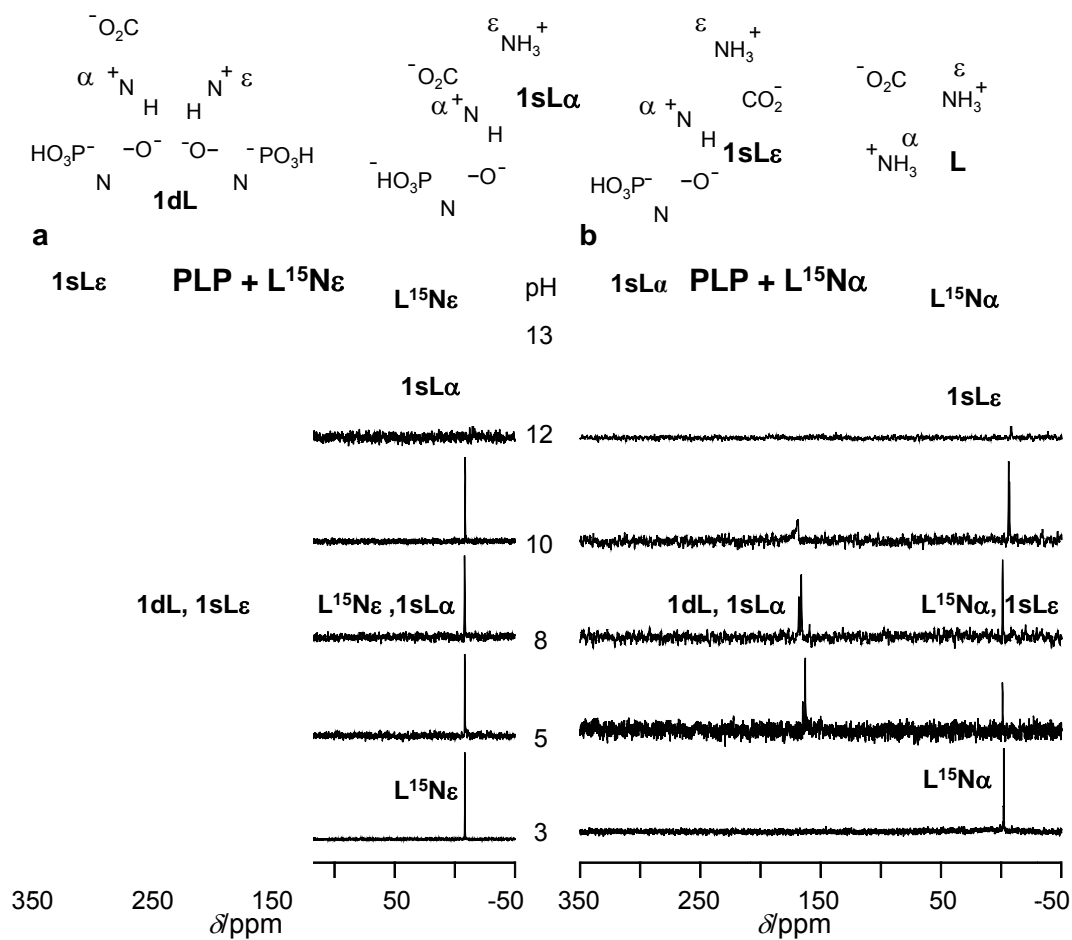 ⁻O₂C
α ⁺N N⁺ ε
H H
HO₃P⁻ –O⁻ ⁻O– ⁻PO₃H
N N
1dL
ε NH₃⁺
⁻O₂C
1sLα
α⁺N
H
⁻HO₃P –O⁻
N
ε NH₃⁺
CO₂⁻
α ⁺N
H
1sLε
HO₃P⁻ –O⁻
N
⁻O₂C
ε NH₃⁺
α
⁺NH₃
L
a b
1sLε PLP + L¹⁵Nε L¹⁵Nε pH 1sLα PLP + L¹⁵Nα L¹⁵Nα
13
1sLα 1sLε
12
10
1dL, 1sLε L¹⁵Nε ,1sLα 1dL, 1sLα L¹⁵Nα, 1sLε
8
5
L¹⁵Nε L¹⁵Nα
3
350 250 150 50 -50 350 250 150 50 -50
δ/ppm δ/ppm